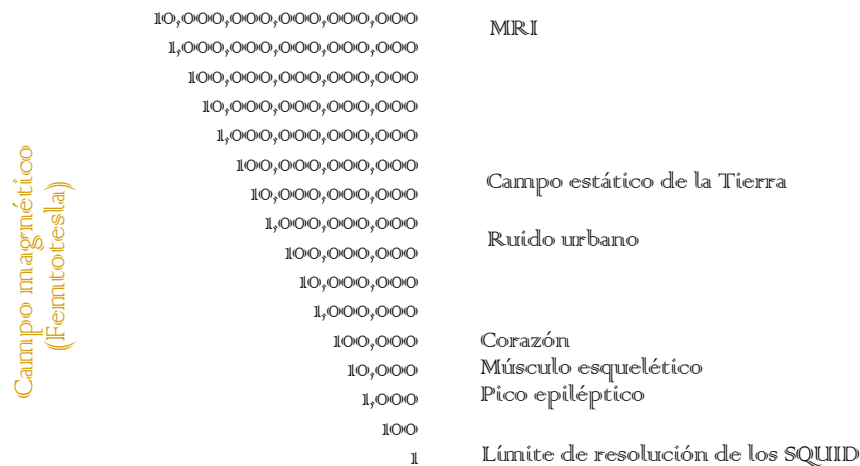 10,000,000,000,000,000
MRI
1,000,000,000,000,000
100,000,000,000,000
10,000,000,000,000
1,000,000,000,000
100,000,000,000
Campo estático de la Tierra
10,000,000,000
1,000,000,000
Ruido urbano
100,000,000
10,000,000
1,000,000
100,000
Corazón
10,000
Músculo esquelético
1,000
Pico epiléptico
100
1
Límite de resolución de los SQUID
Campo magnético
(Femtotesla)